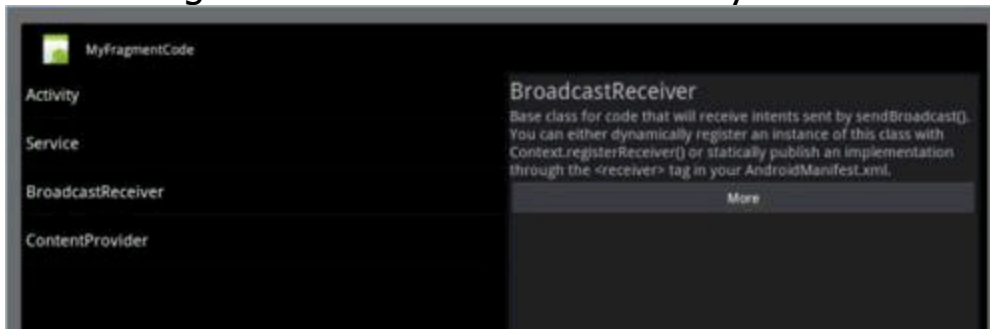 MyFragmentCode
Activity
Service
BroadcastReceiver
ContentProvider
BroadcastReceiver
Base class for code that will receive intents sent by sendBroadcast().
You can either dynamically register an instance of this class with
Context.registerReceiver() or statically publish an implementation
through the <receiver> tag in your AndroidManifest.xml.
More